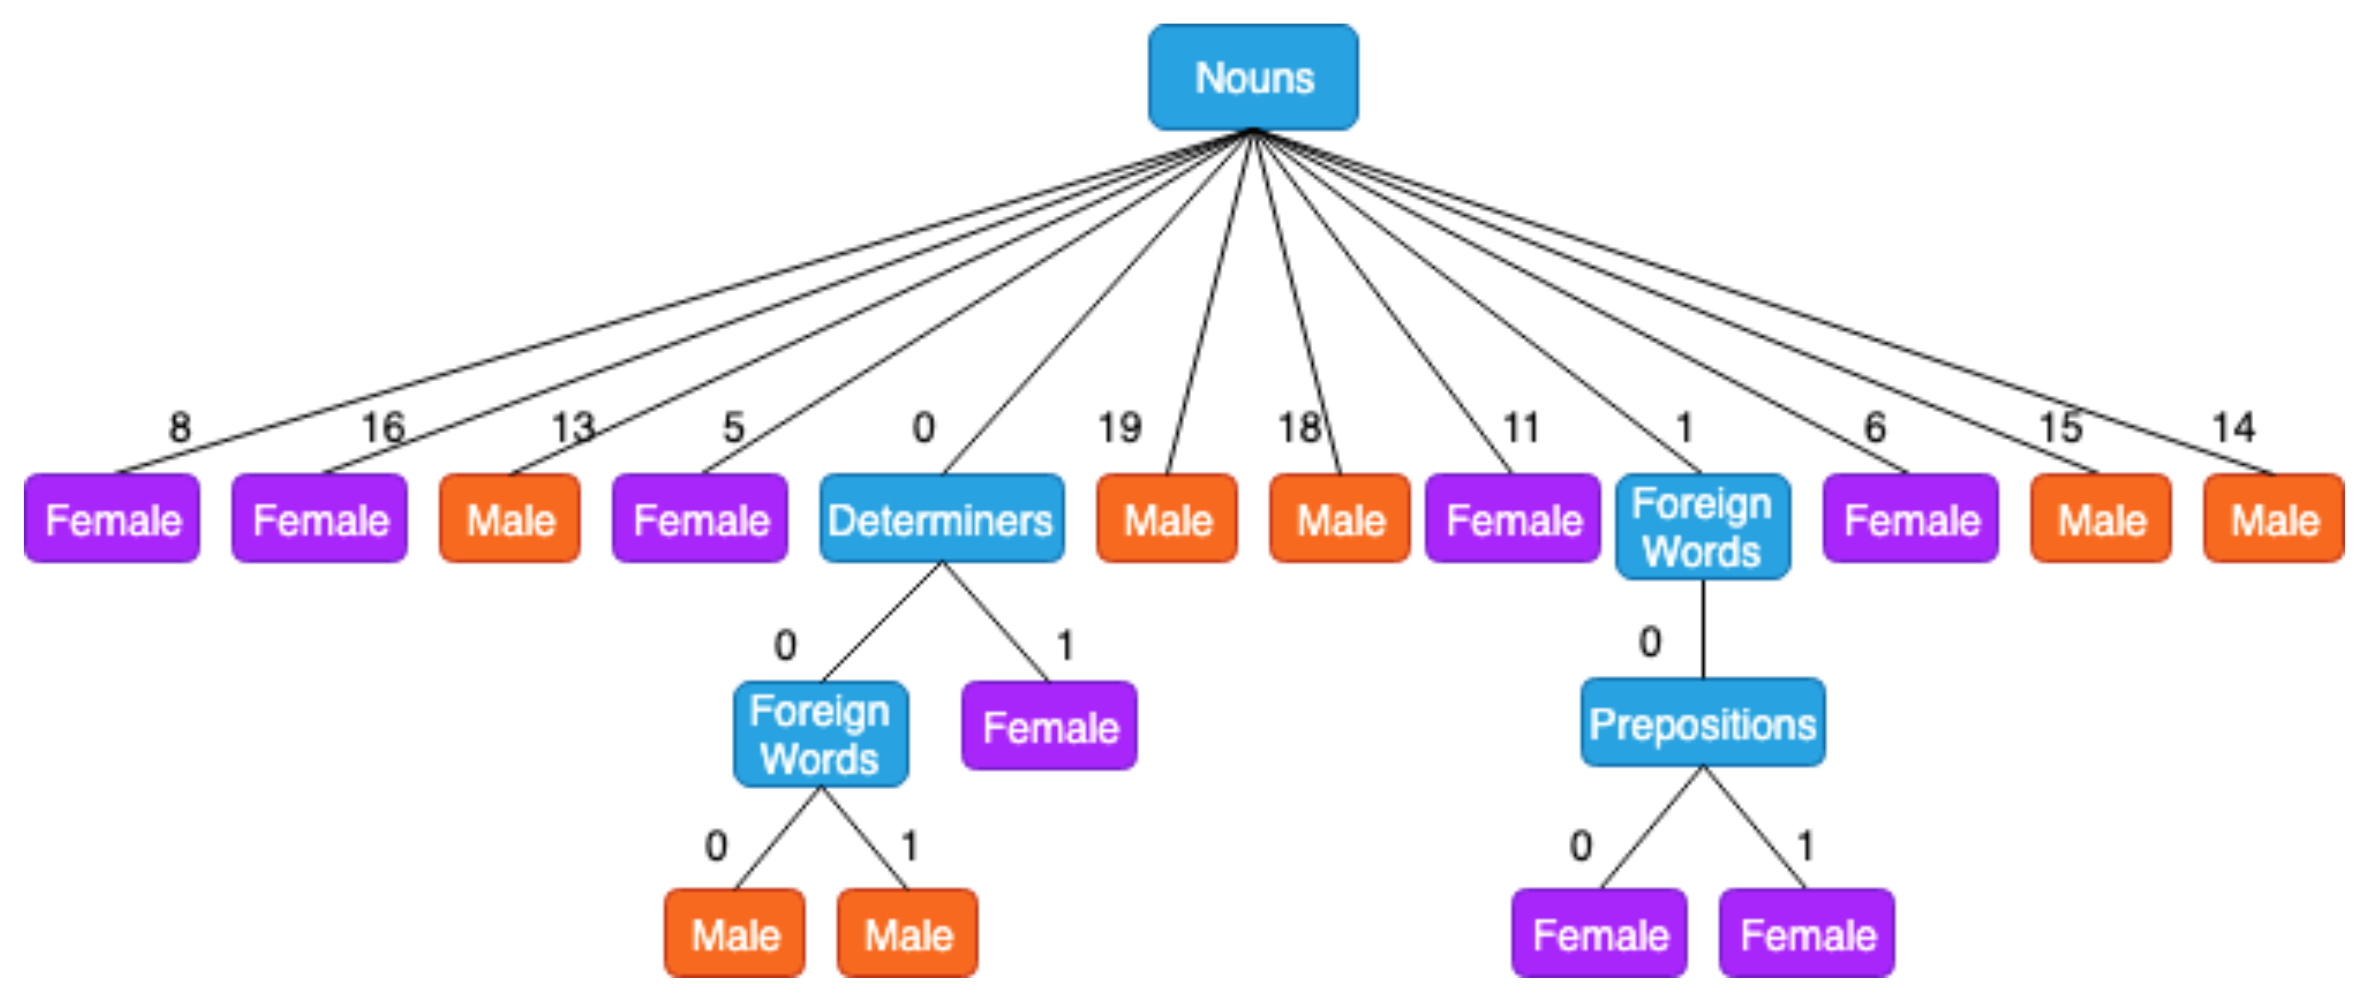 Nouns
8 16 13 5 0 19 18 11 1 6 15 14
Female Female Male Female Determiners Male Male Female Foreign Words Female Male Male
0 1 0
Foreign Words Female Prepositions
0 1 0 1
Male Male Female Female